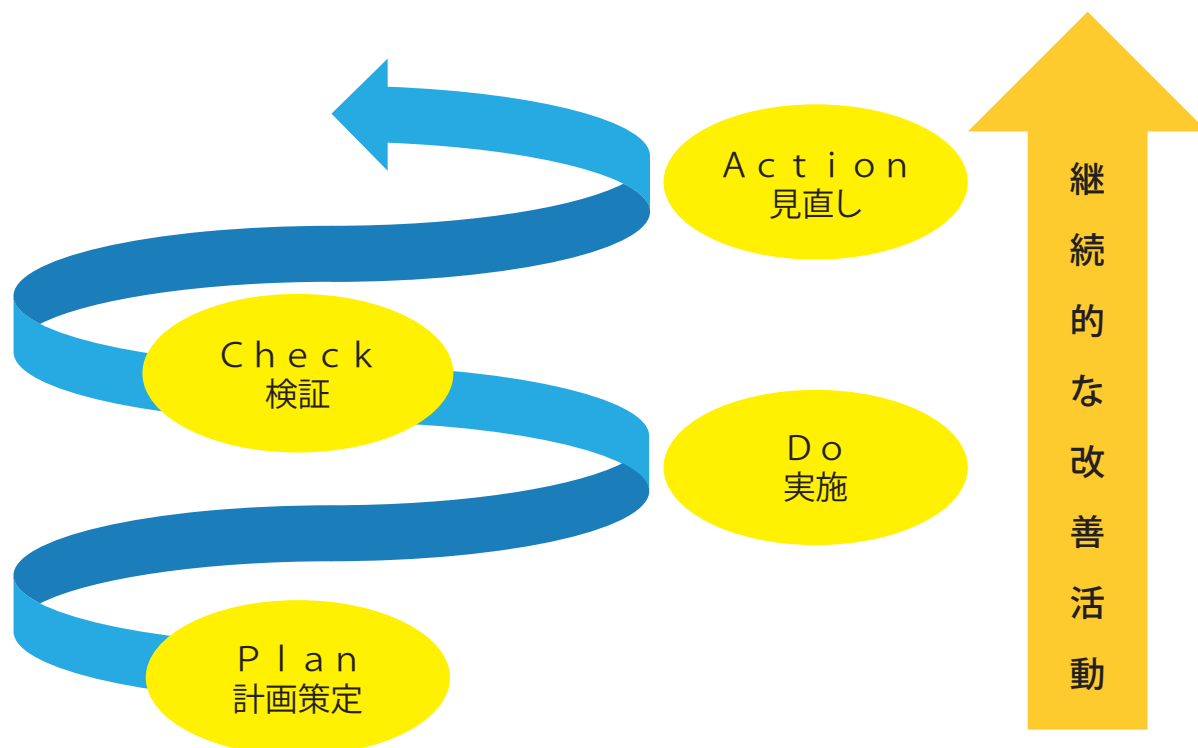 Action
見直し
Check
検証
Do
実施
Plan
計画策定
継続的な改善活動